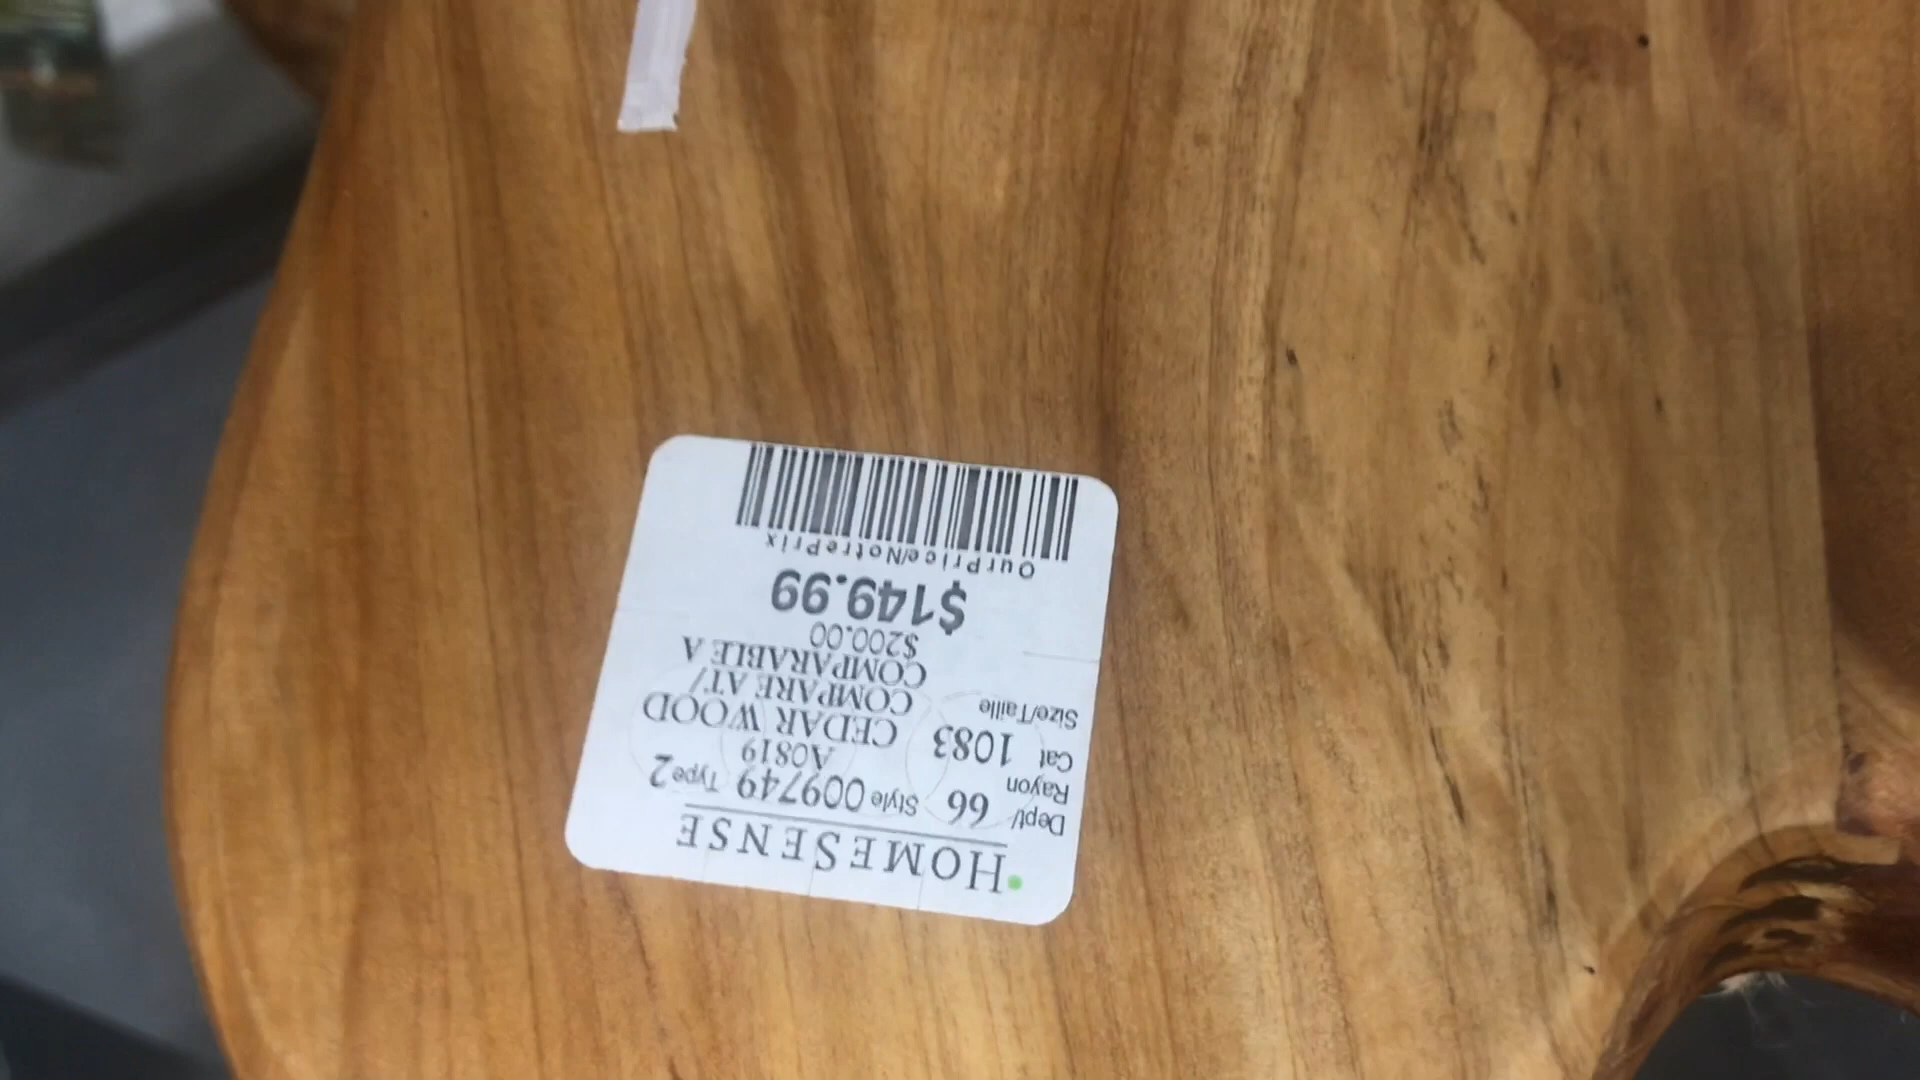 HOMESENSE
Dept/ Rayon 66 Style 009749 Type 2
A0819
Cat 1083 CEDAR WOOD
Size/Taille COMPARE AT/
COMPARABLE A
$200.00
$149.99
OurPrice/NotrePrix